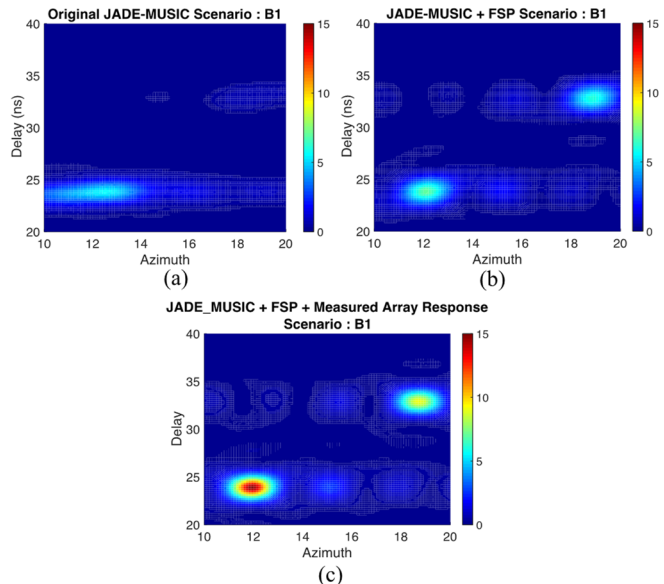 Original JADE-MUSIC Scenario : B1
40
35
30
25
20
Delay (ns)
10 12 14 16 18 20
Azimuth
15
10
5
0
(a)
JADE-MUSIC + FSP Scenario : B1
40
35
30
25
20
Delay (ns)
10 12 14 16 18 20
Azimuth
15
10
5
0
(b)
JADE_MUSIC + FSP + Measured Array Response
Scenario : B1
40
35
30
25
20
Delay
10 12 14 16 18 20
Azimuth
15
10
5
0
(c)